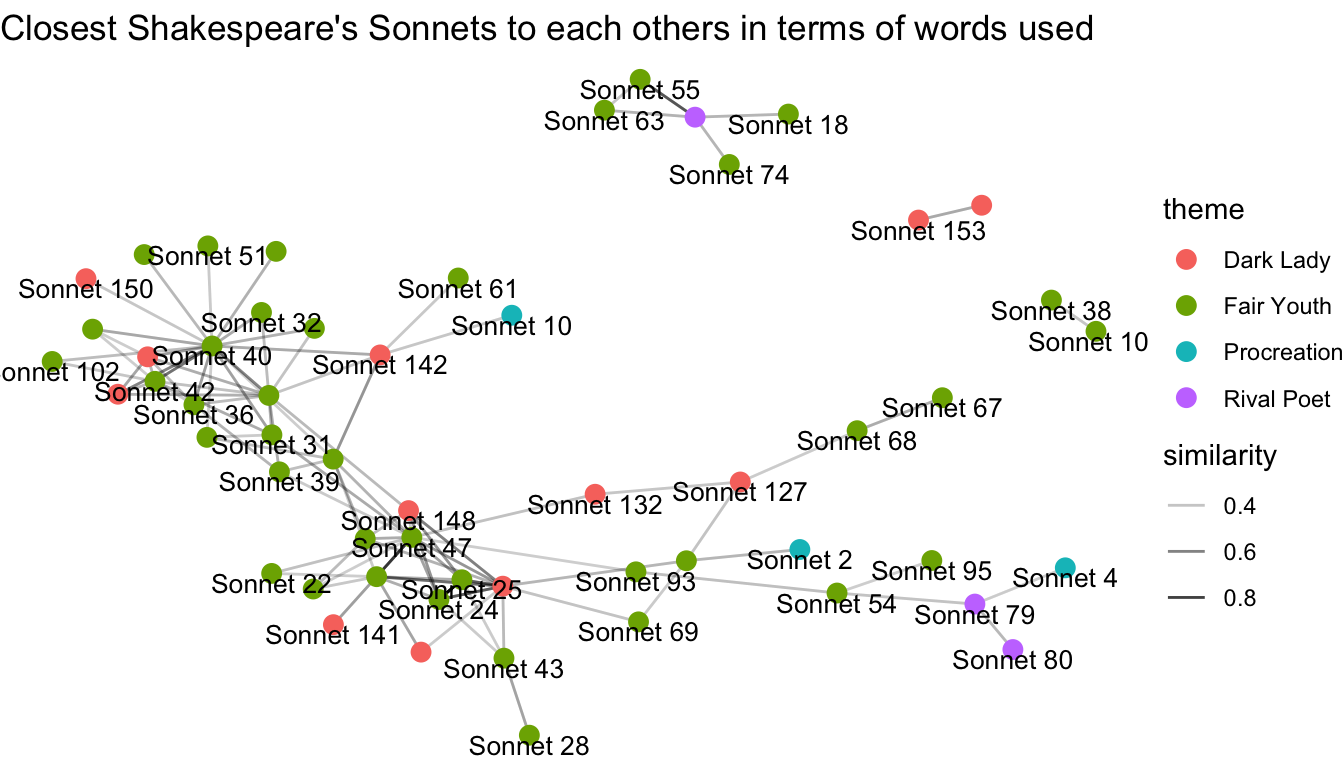 Closest Shakespeare's Sonnets to each others in terms of words used
Sonnet 55
Sonnet 63
Sonnet 18
Sonnet 74
Sonnet 153
Sonnet 51
Sonnet 150
Sonnet 61
Sonnet 32
Sonnet 10
Sonnet 38
Sonnet 10
Sonnet 40
Sonnet 142
onnet 102
Sonnet 42
Sonnet 36
Sonnet 67
Sonnet 31
Sonnet 68
Sonnet 39
Sonnet 127
Sonnet 132
Sonnet 148
Sonnet 47
Sonnet 2
Sonnet 95
Sonnet 4
Sonnet 22
Sonnet 93
Sonnet 25
Sonnet 54
Sonnet 24
Sonnet 79
Sonnet 141
Sonnet 69
Sonnet 80
Sonnet 43
Sonnet 28
theme
Dark Lady
Fair Youth
Procreation
Rival Poet
similarity
0.4
0.6
0.8